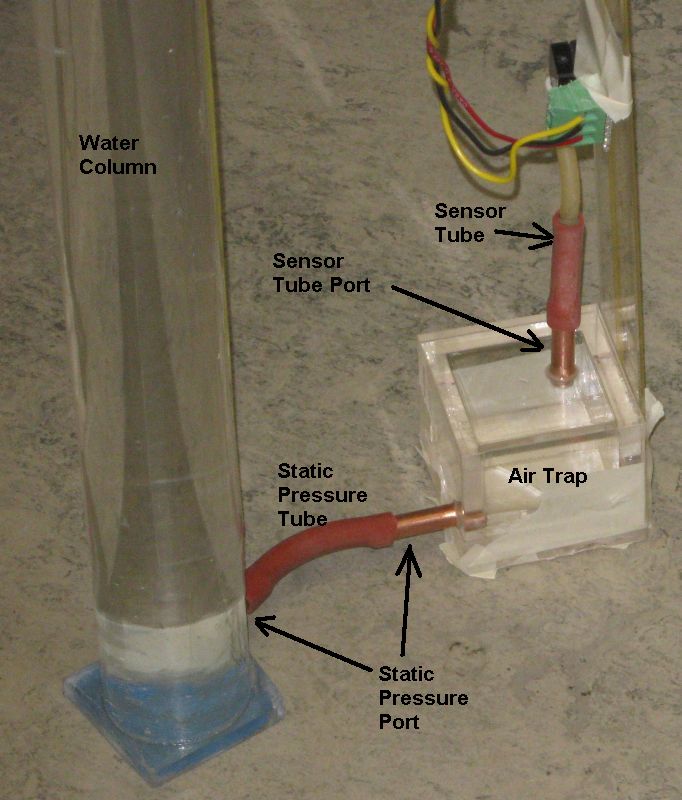 Water
Column
Sensor
Tube
Sensor
Tube Port
Static
Pressure
Tube
Air Trap
Static
Pressure
Port